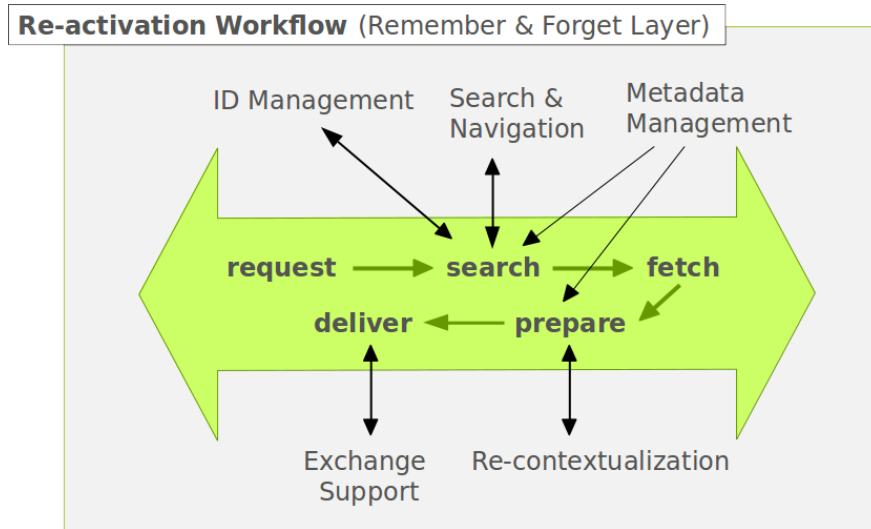 Re-activation Workflow (Remember & Forget Layer)
ID Management
Search &
Navigation
Metadata
Management
request
search
fetch
deliver
prepare
Exchange
Support
Re-contextualization